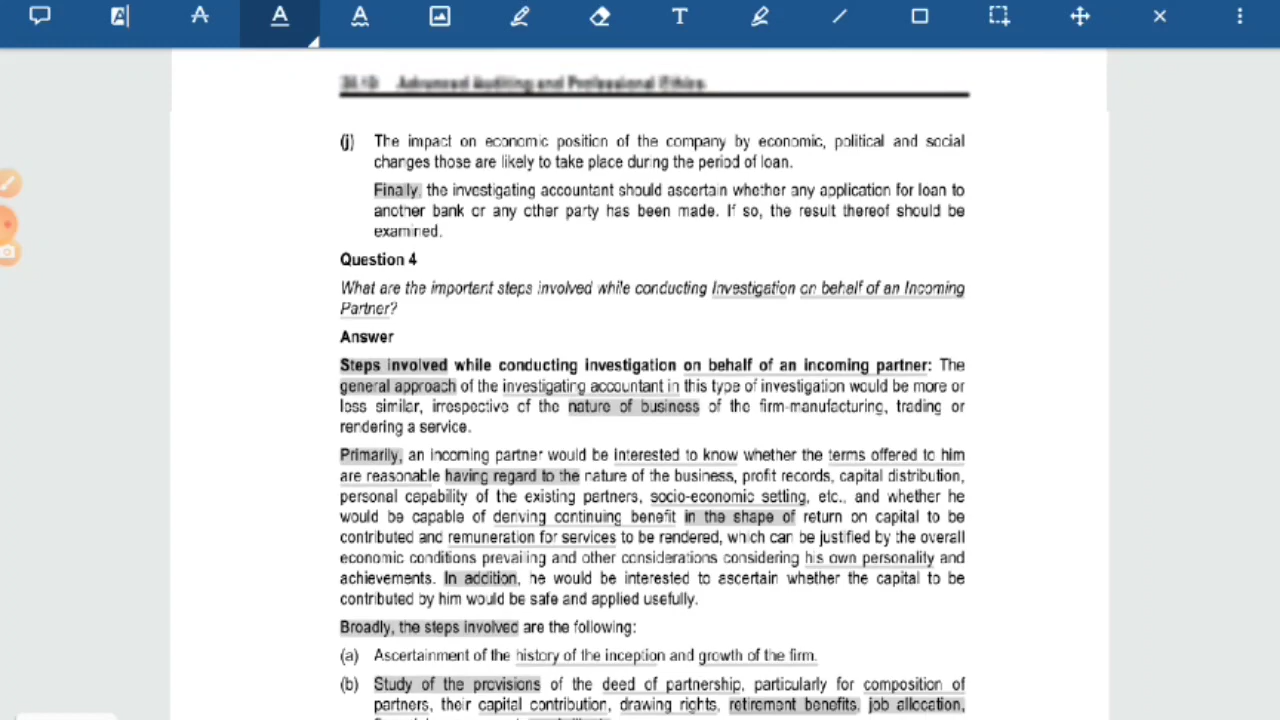 Advanced Auditing and Professional Ethics
(j) The impact on economic position of the company by economic, political and social
changes those are likely to take place during the period of loan.
Finally, the investigating accountant should ascertain whether any application for loan to
another bank or any other party has been made. If so, the result thereof should be
examined.
Question 4
What are the important steps involved while conducting Investigation on behalf of an Incoming
Partner?
Answer
Steps involved while conducting investigation on behalf of an incoming partner: The
general approach of the investigating accountant in this type of investigation would be more or
less similar, irrespective of the nature of business of the firm-manufacturing, trading or
rendering a service.
Primarily, an incoming partner would be interested to know whether the terms offered to him
are reasonable having regard to the nature of the business, profit records, capital distribution,
personal capability of the existing partners, socio-economic setting, etc., and whether he
would be capable of deriving continuing benefit in the shape of return on capital to be
contributed and remuneration for services to be rendered, which can be justified by the overall
economic conditions prevailing and other considerations considering his own personality and
achievements. In addition, he would be interested to ascertain whether the capital to be
contributed by him would be safe and applied usefully.
Broadly, the steps involved are the following:
(a) Ascertainment of the history of the inception and growth of the firm.
(b) Study of the provisions of the deed of partnership, particularly for composition of
partners, their capital contribution, drawing rights, retirement benefits, job allocation,